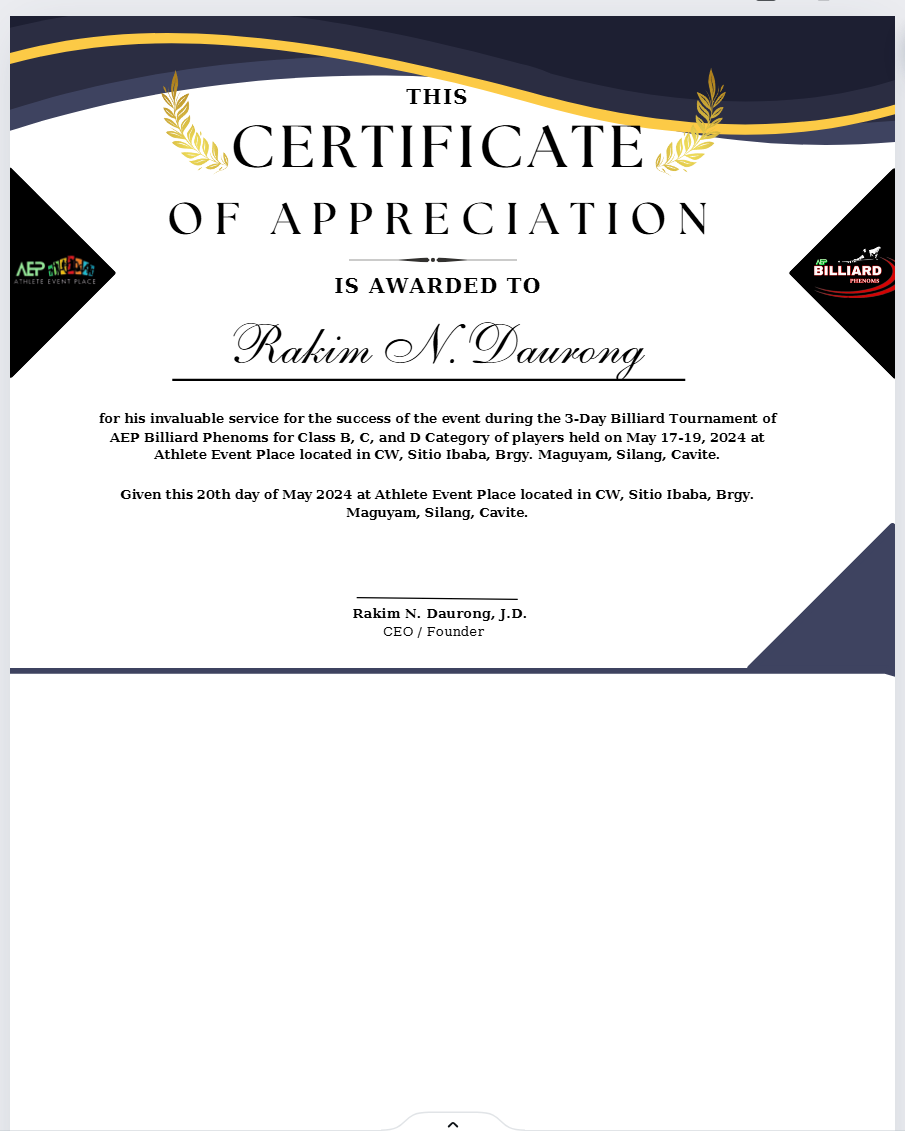 THIS
CERTIFICATE
OF APPRECIATION
IS AWARDED TO
AEP
ATHLETE EVENT PLACE
AEP
BILLIARD
PHENOMS
Rakim N. Daurong
for his invaluable service for the success of the event during the 3-Day Billiard Tournament of
AEP Billiard Phenoms for Class B, C, and D Category of players held on May 17-19, 2024 at
Athlete Event Place located in CW, Sitio Ibaba, Brgy. Maguyam, Silang, Cavite.
Given this 20th day of May 2024 at Athlete Event Place located in CW, Sitio Ibaba, Brgy.
Maguyam, Silang, Cavite.
Rakim N. Daurong, J.D.
CEO / Founder